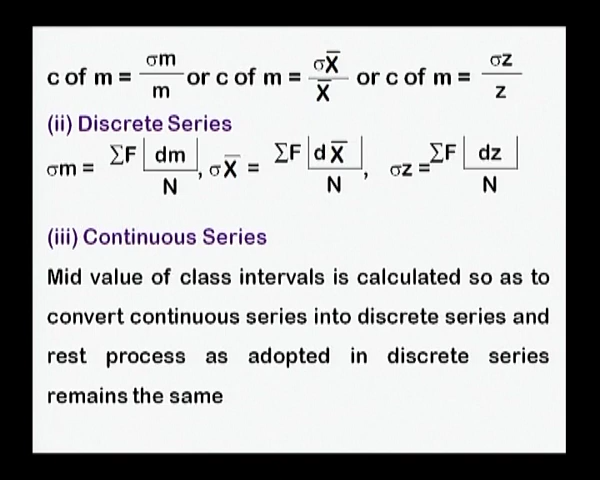 c of m = σm/m or c of m = σX̅/X̅ or c of m = σz/z
(ii) Discrete Series
σm = ΣF|dm|/N, σX̅ = ΣF|dX̅|/N, σz = ΣF|dz|/N
(iii) Continuous Series
Mid value of class intervals is calculated so as to
convert continuous series into discrete series and
rest process as adopted in discrete series
remains the same